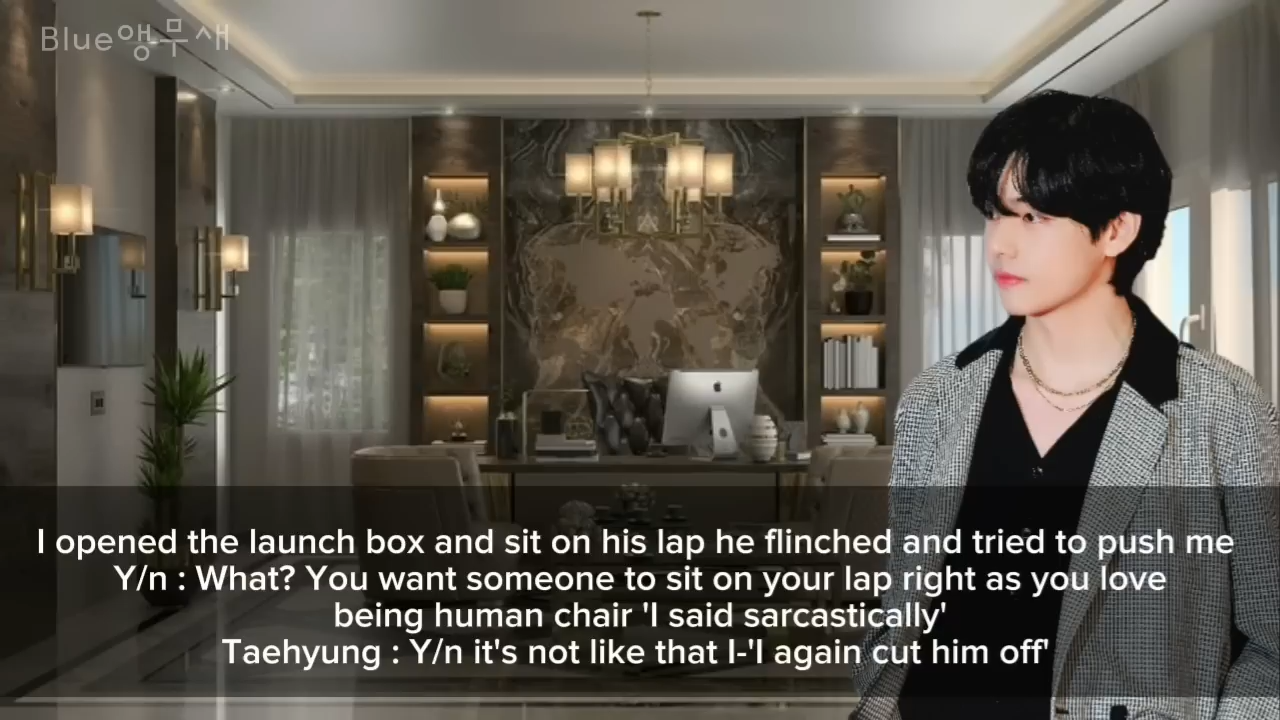 Blue앵무새
I opened the launch box and sit on his lap he flinched and tried to push me
Y/n : What? You want someone to sit on your lap right as you love
being human chair 'I said sarcastically'
Taehyung : Y/n it's not like that I-'I again cut him off'